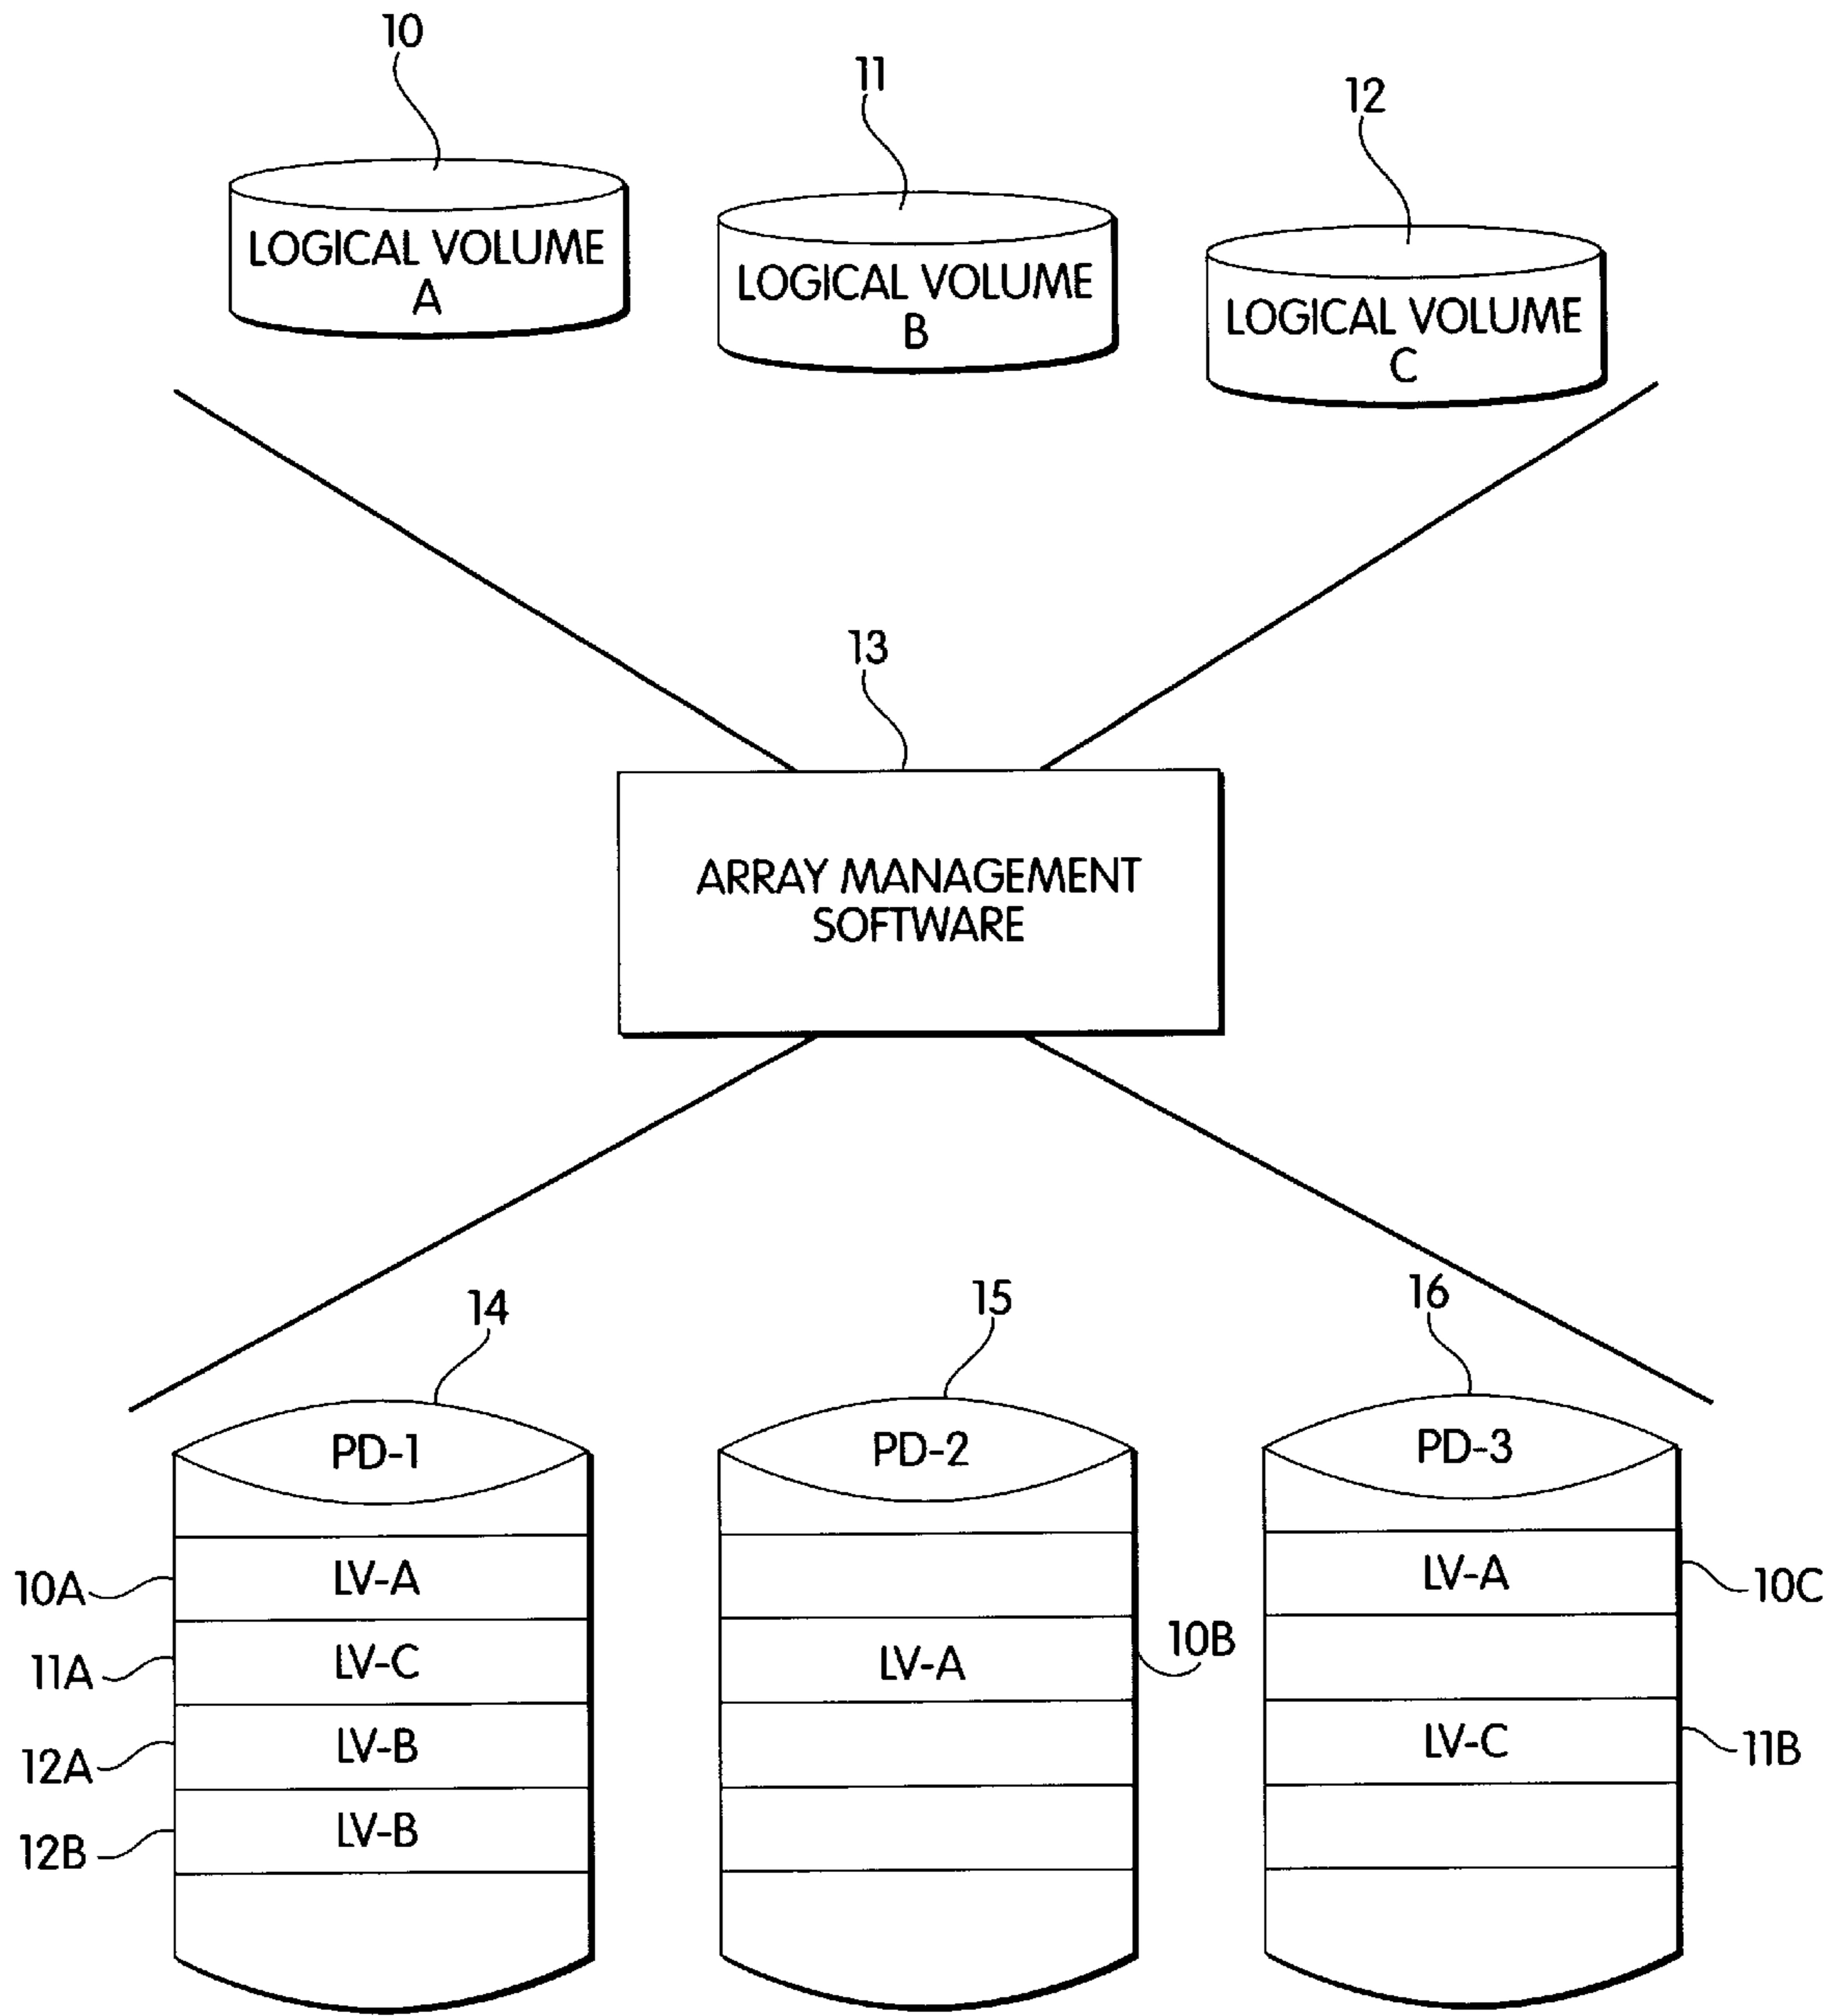 10
11
12
LOGICAL VOLUME
A
LOGICAL VOLUME
B
LOGICAL VOLUME
C
13
ARRAY MANAGEMENT
SOFTWARE
14
15
16
PD-1
PD-2
PD-3
10A
LV-A
LV-A
10C
11A
LV-C
LV-A
10B
12A
LV-B
LV-C
11B
12B
LV-B